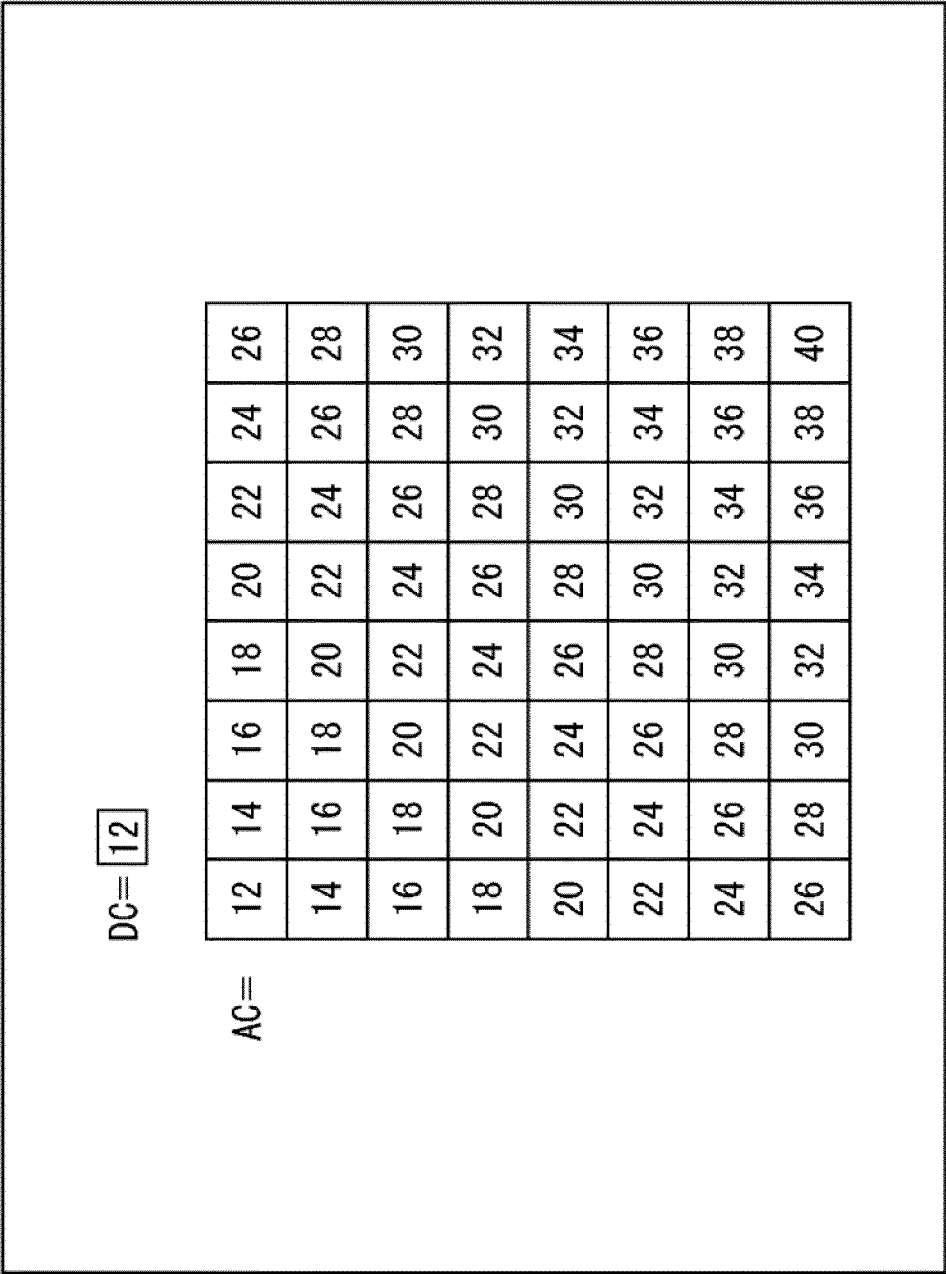 DC= 12
AC= 12 14 16 18 20 22 24 26
14 16 18 20 22 24 26 28
16 18 20 22 24 26 28 30
18 20 22 24 26 28 30 32
20 22 24 26 28 30 32 34
22 24 26 28 30 32 34 36
24 26 28 30 32 34 36 38
26 28 30 32 34 36 38 40